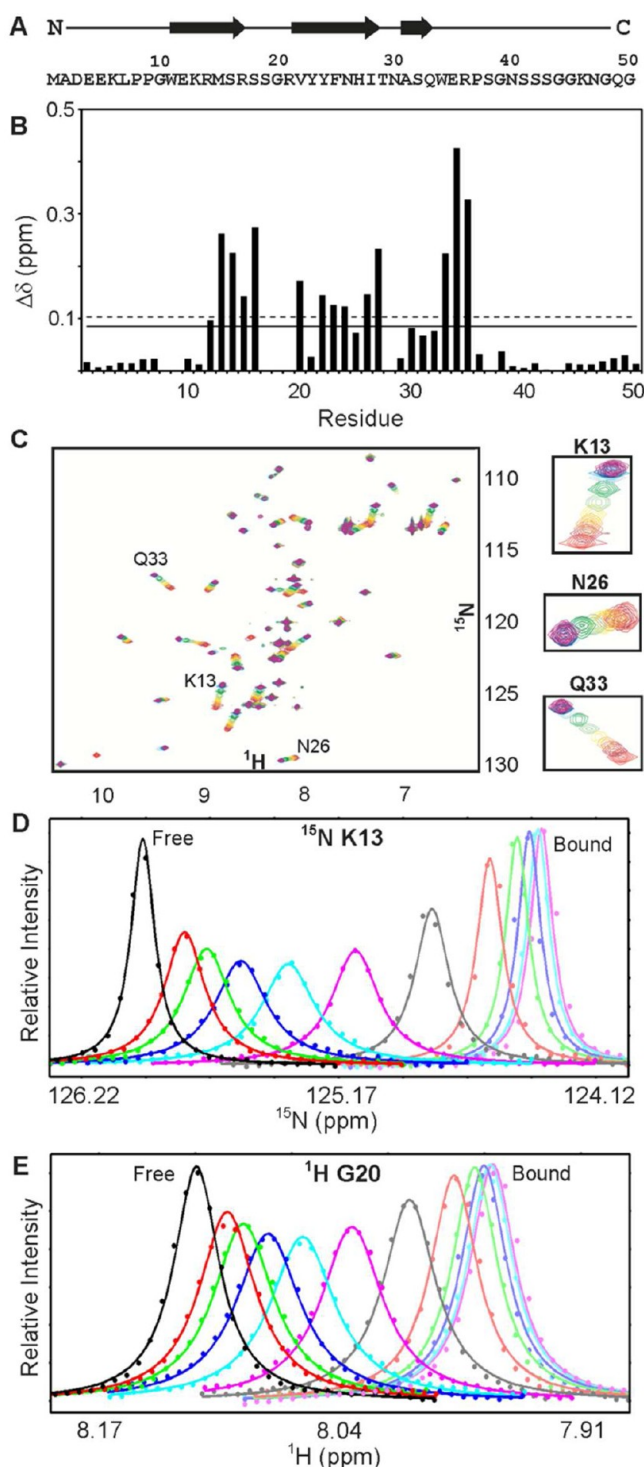 A N C
10 20 30 40 50
MADEEKLPPGWEKRMSRSSGRVYYFNHITNASQWERPSGNSSSGGKNGQG
B
0.5
0.3
0.1
Δδ (ppm)
10 20 30 40 50
Residue
C
K13
110
Q33
115
N26
15N
120
Q33
K13
125
1H
N26
130
10 9 8 7
D
Free
15N K13
Bound
Relative Intensity
126.22 125.17 124.12
15N (ppm)
E
Free
1H G20
Bound
Relative Intensity
8.17 8.04 7.91
1H (ppm)